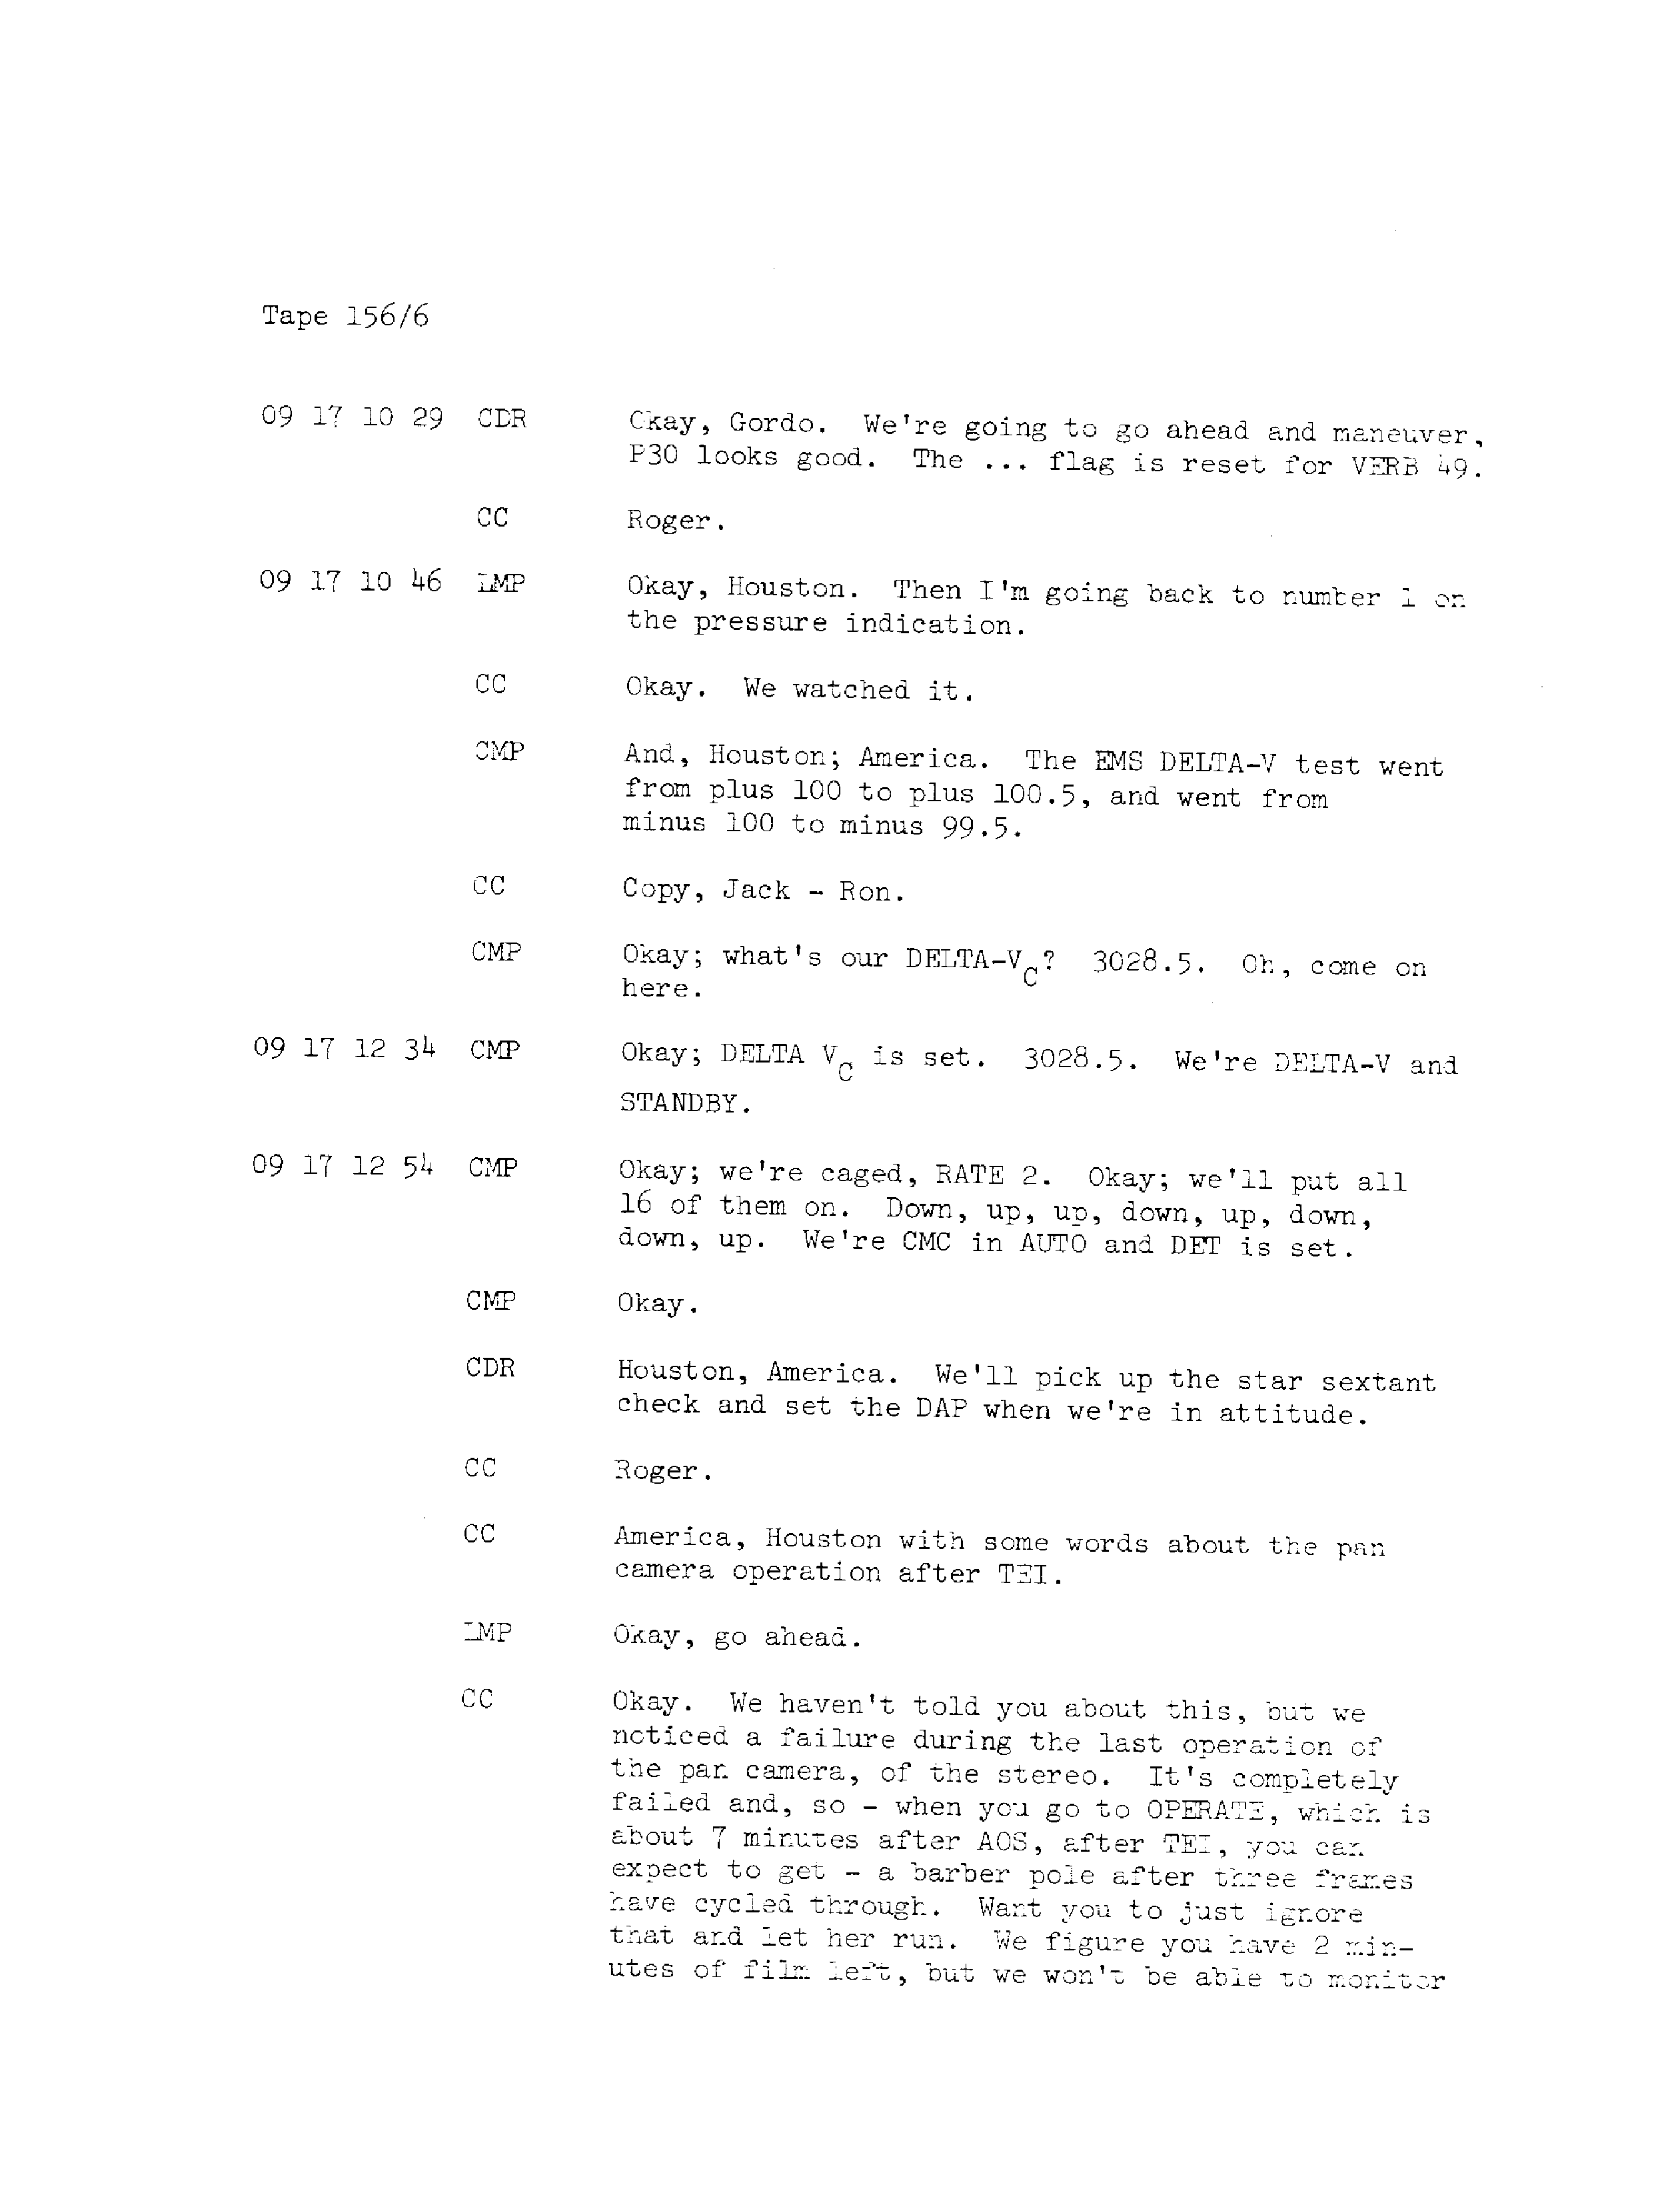 Tape 156/6
09 17 10 29 CDR Okay, Gordo. We're going to go ahead and maneuver,
P30 looks good. The ... flag is reset for VERB 49.
CC Roger.
09 17 10 46 LMP Okay, Houston. Then I'm going back to number 1 on
the pressure indication.
CC Okay. We watched it.
CMP And, Houston; America. The EMS DELTA-V test went
from plus 100 to plus 100.5, and went from
minus 100 to minus 99.5.
CC Copy, Jack - Ron.
CMP Okay; what's our DELTA-VC? 3028.5. Oh, come on
here.
09 17 12 34 CMP Okay; DELTA VC is set. 3028.5. We're DELTA-V and
STANDBY.
09 17 12 54 CMP Okay; we're caged, RATE 2. Okay; we'll put all
16 of them on. Down, up, up, down, up, down,
down, up. We're CMC in AUTO and DET is set.
CMP Okay.
CDR Houston, America. We'll pick up the star sextant
check and set the DAP when we're in attitude.
CC Roger.
CC America, Houston with some words about the pan
camera operation after TEI.
LMP Okay, go ahead.
CC Okay. We haven't told you about this, but we
noticed a failure during the last operation of
the pan camera, of the stereo. It's completely
failed and, so - when you go to OPERATE, which is
about 7 minutes after AOS, after TEI, you can
expect to get - a barber pole after three frames
have cycled through. Want you to just ignore
that and let her run. We figure you have 2 min-
utes of film left, but we won't be able to monitor